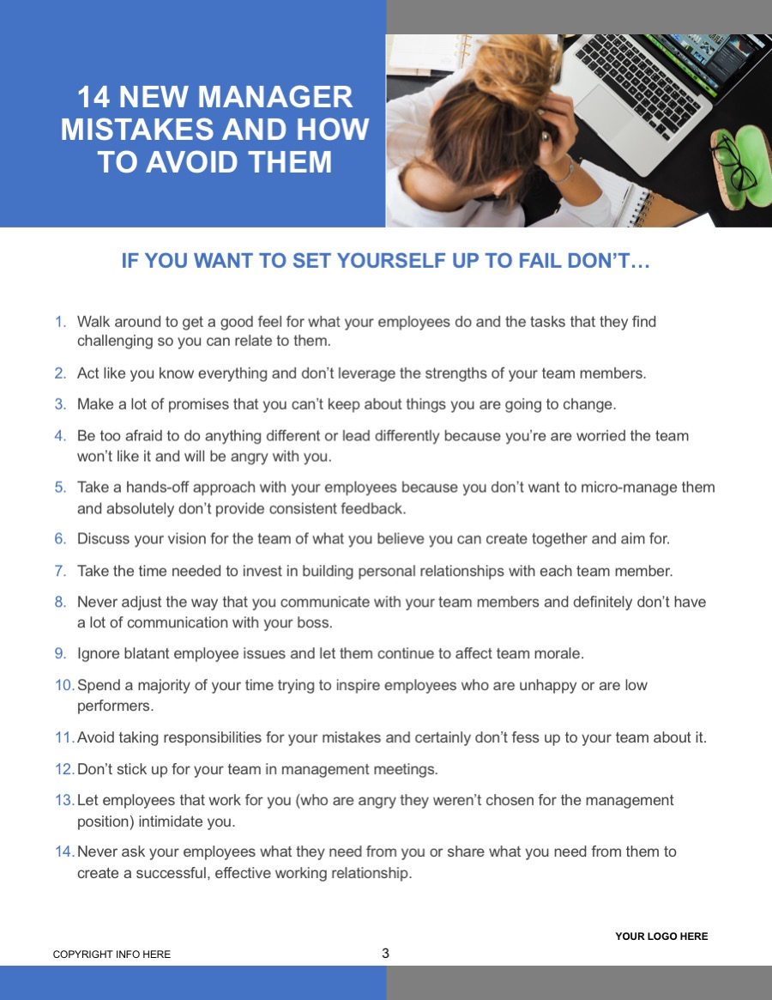 14 NEW MANAGER
MISTAKES AND HOW
TO AVOID THEM
IF YOU WANT TO SET YOURSELF UP TO FAIL DON’T…
1. Walk around to get a good feel for what your employees do and the tasks that they find
challenging so you can relate to them.
2. Act like you know everything and don’t leverage the strengths of your team members.
3. Make a lot of promises that you can’t keep about things you are going to change.
4. Be too afraid to do anything different or lead differently because you’re are worried the team
won’t like it and will be angry with you.
5. Take a hands-off approach with your employees because you don’t want to micro-manage them
and absolutely don’t provide consistent feedback.
6. Discuss your vision for the team of what you believe you can create together and aim for.
7. Take the time needed to invest in building personal relationships with each team member.
8. Never adjust the way that you communicate with your team members and definitely don’t have
a lot of communication with your boss.
9. Ignore blatant employee issues and let them continue to affect team morale.
10. Spend a majority of your time trying to inspire employees who are unhappy or are low
performers.
11. Avoid taking responsibilities for your mistakes and certainly don’t fess up to your team about it.
12. Don’t stick up for your team in management meetings.
13. Let employees that work for you (who are angry they weren’t chosen for the management
position) intimidate you.
14. Never ask your employees what they need from you or share what you need from them to
create a successful, effective working relationship.
YOUR LOGO HERE
COPYRIGHT INFO HERE
3